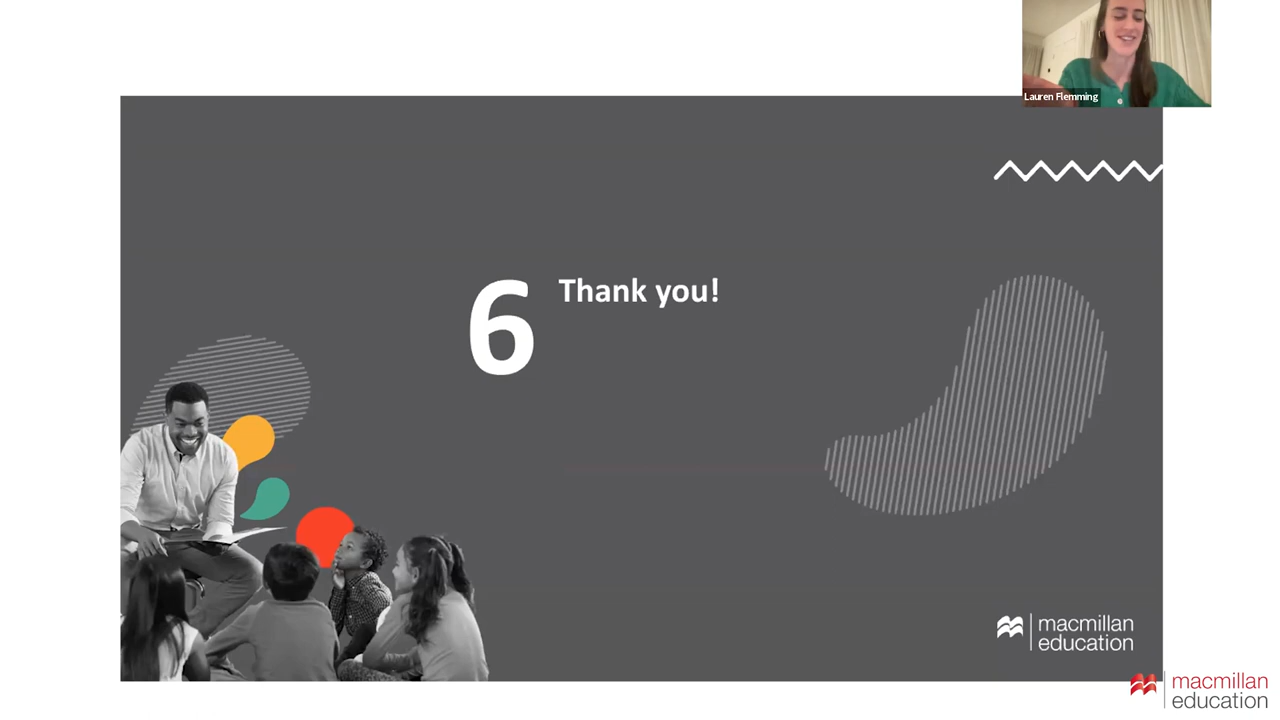 Lauren Flemming
6 Thank you!
macmillan
education
macmillan
education